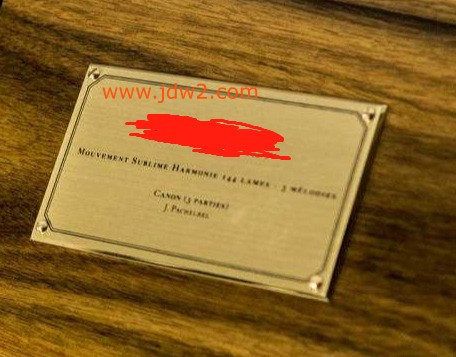 www.jdw2.com
Mouvement Sublime Harmonie 144 lames - 3 mélodies
Canon (3 parties)
J. Pachelbel